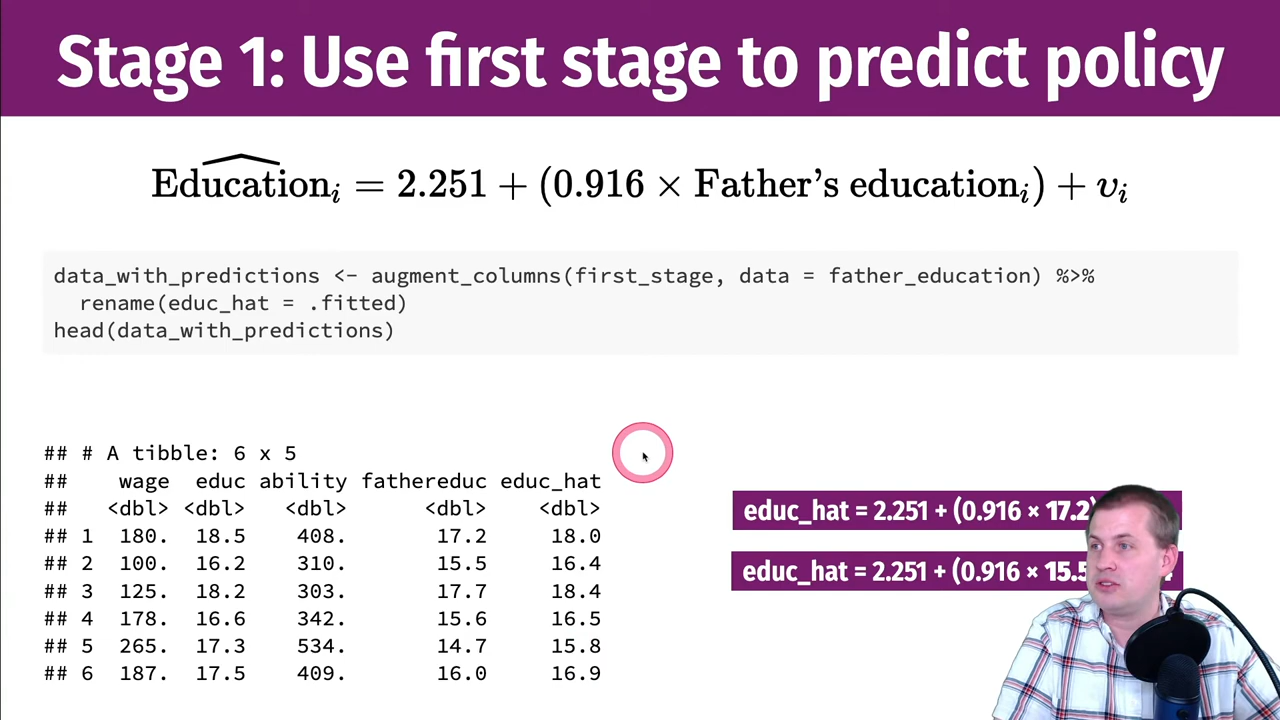 Stage 1: Use first stage to predict policy
Education_i = 2.251 + (0.916 × Father's education_i) + υ_i
data_with_predictions <- augment_columns(first_stage, data = father_education) %>%
rename(educ_hat = .fitted)
head(data_with_predictions)
## # A tibble: 6 x 5
## wage educ ability fathereduc educ_hat
## <dbl> <dbl> <dbl> <dbl> <dbl>
## 1 180. 18.5 408. 17.2 18.0
## 2 100. 16.2 310. 15.5 16.4
## 3 125. 18.2 303. 17.7 18.4
## 4 178. 16.6 342. 15.6 16.5
## 5 265. 17.3 534. 14.7 15.8
## 6 187. 17.5 409. 16.0 16.9
educ_hat = 2.251 + (0.916 × 17.2)
educ_hat = 2.251 + (0.916 × 15.5